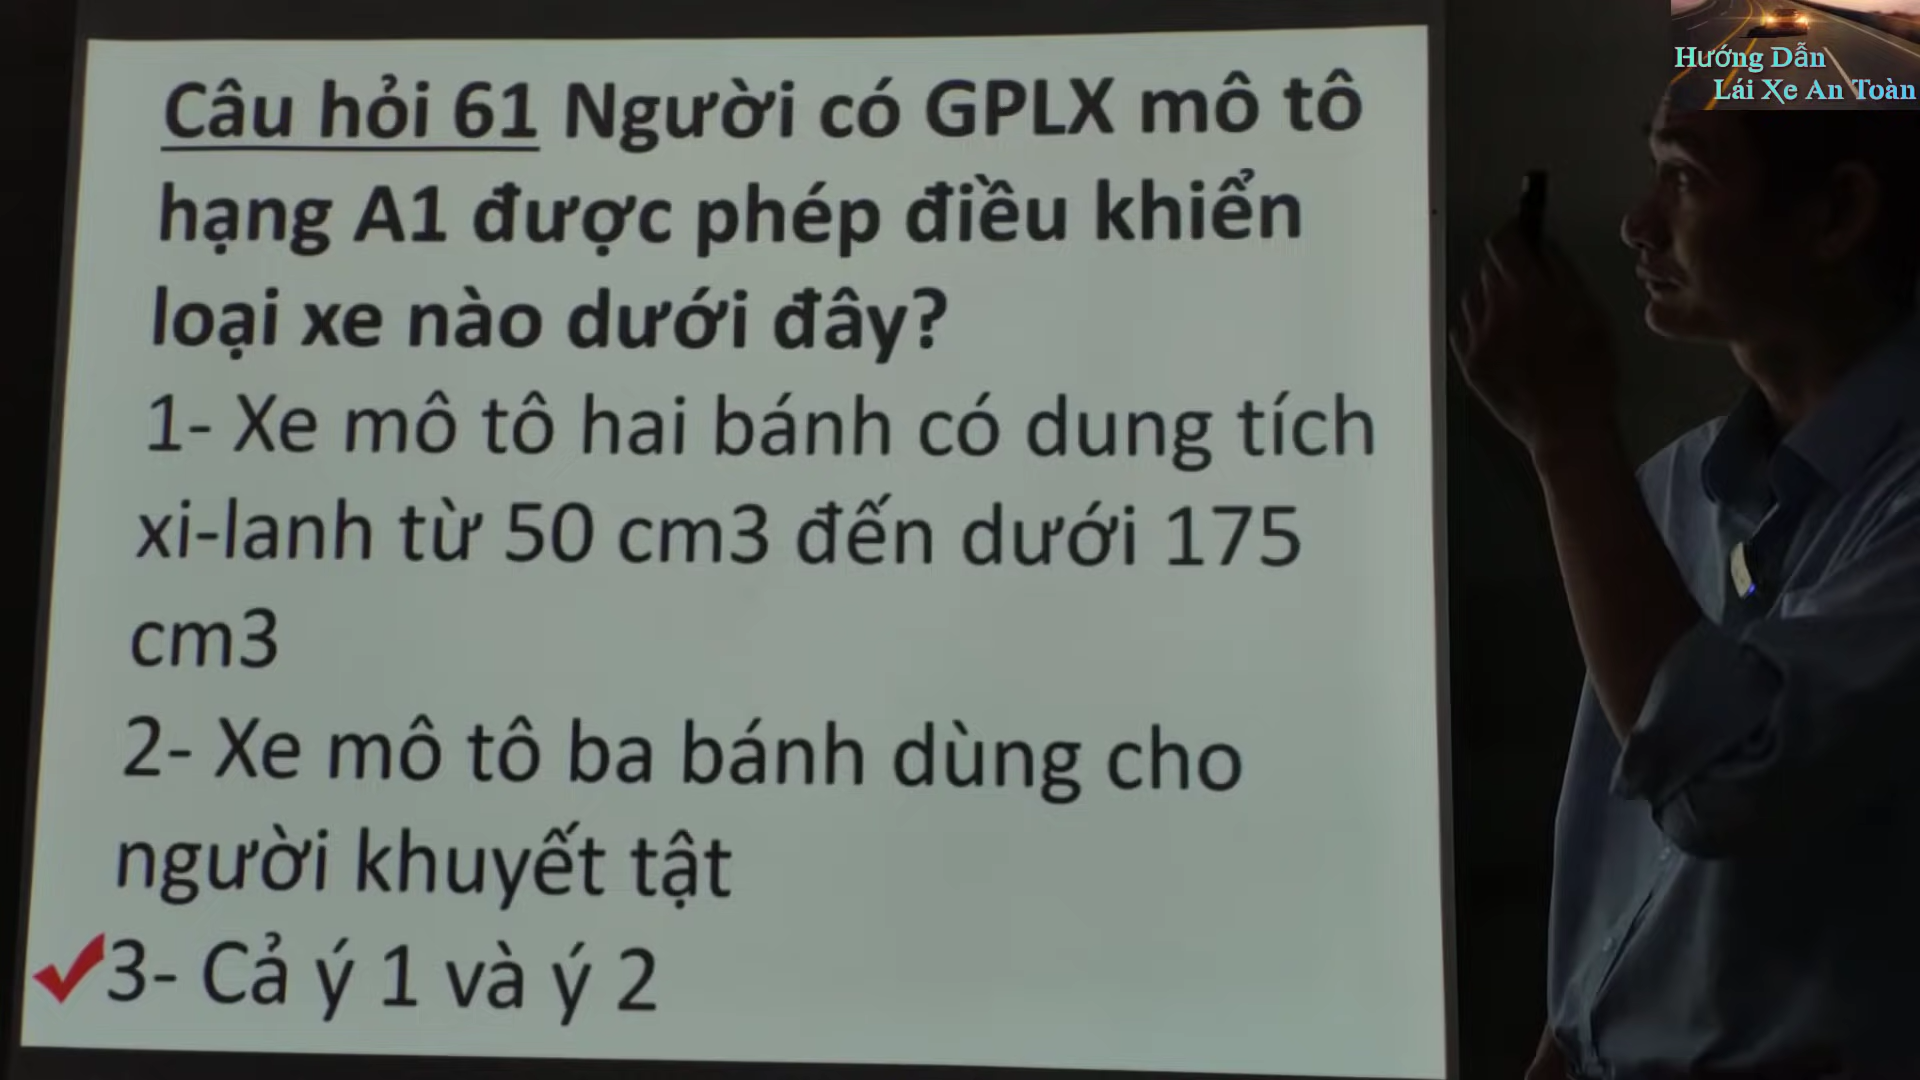 Hướng Dẫn
Lái Xe An Toàn
Câu hỏi 61 Người có GPLX mô tô
hạng A1 được phép điều khiển
loại xe nào dưới đây?
1- Xe mô tô hai bánh có dung tích
xi-lanh từ 50 cm3 đến dưới 175
cm3
2- Xe mô tô ba bánh dùng cho
người khuyết tật
3- Cả ý 1 và ý 2